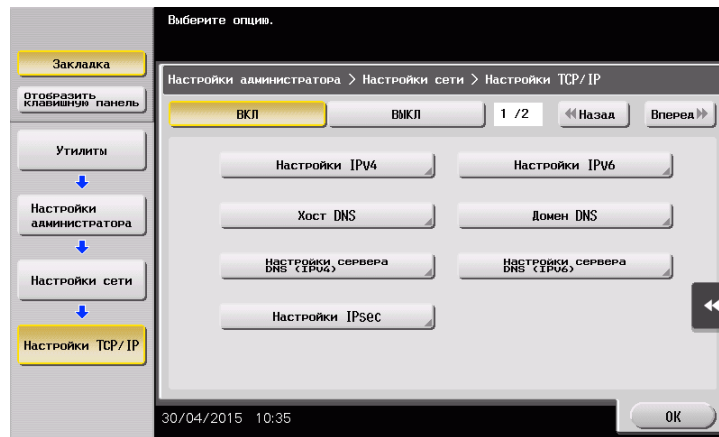 Выберите опцию.
Закладка
Отобразить
клавишную панель
Утилиты
Настройки
администратора
Настройки сети
Настройки TCP/IP
Настройки администратора > Настройки сети > Настройки TCP/IP
ВКЛ ВЫКЛ 1 /2 Назад Вперед
Настройки IPv4 Настройки IPv6
Хост DNS Домен DNS
Настройки сервера
DNS (IPv4)
Настройки сервера
DNS (IPv6)
Настройки IPsec
30/04/2015 10:35
OK